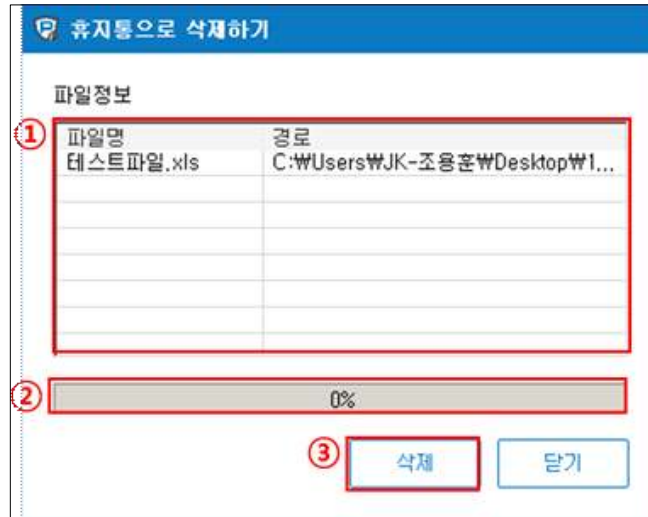 휴지통으로 삭제하기
파일정보
①
파일명 경로
테스트파일.xls C:₩Users₩JK-조용훈₩Desktop₩1...
② 0%
③ 삭제 닫기